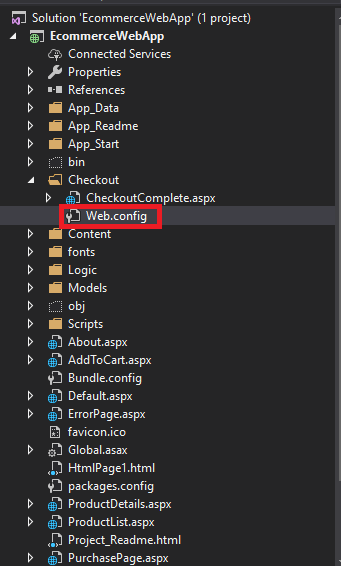 Solution 'EcommerceWebApp' (1 project)
EcommerceWebApp
Connected Services
Properties
References
App_Data
App_Readme
App_Start
bin
Checkout
CheckoutComplete.aspx
Web.config
Content
fonts
Logic
Models
obj
Scripts
About.aspx
AddToCart.aspx
Bundle.config
Default.aspx
ErrorPage.aspx
favicon.ico
Global.asax
HtmlPage1.html
packages.config
ProductDetails.aspx
ProductList.aspx
Project_Readme.html
PurchasePage.aspx